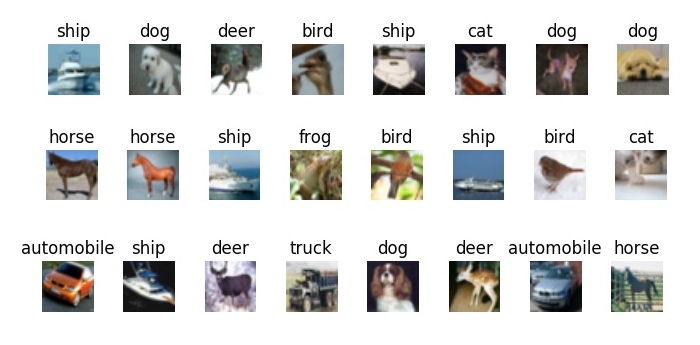 ship dog deer bird ship cat dog dog
horse horse ship frog bird ship bird cat
automobile ship deer truck dog deer automobile horse